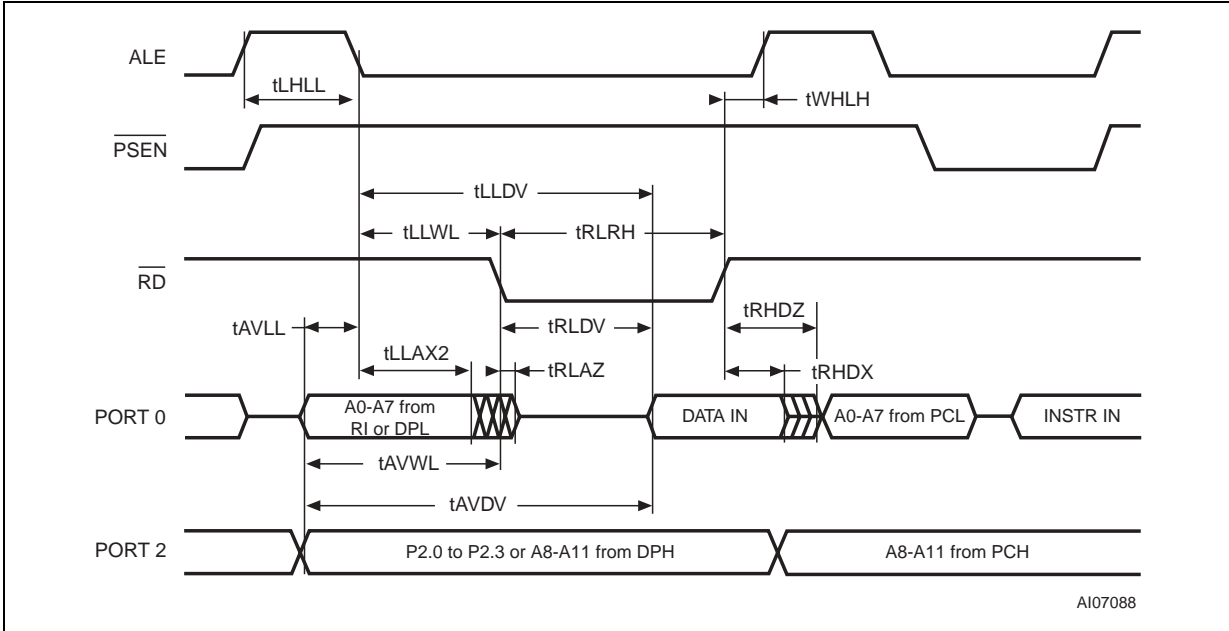 ALE
tLHLL
tWHLH
PSEN
tLLDV
tLLWL
tRLRH
RD
tAVLL
tRLDV
tRHDZ
tLLAX2
tRLAZ
tRHDX
PORT 0
A0-A7 from
RI or DPL
DATA IN
A0-A7 from PCL
INSTR IN
tAVWL
tAVDV
PORT 2
P2.0 to P2.3 or A8-A11 from DPH
A8-A11 from PCH
AI07088